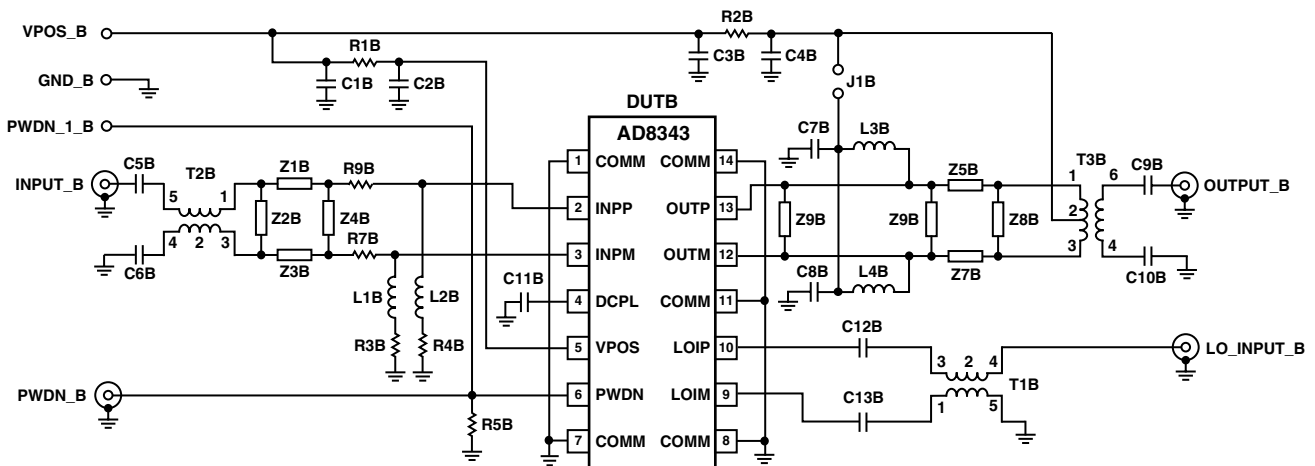 VPOS_B
R2B
R1B
C3B
C4B
C1B
C2B
GND_B
J1B
DUTB
PWDN_1_B
AD8343
C7B
L3B
C5B
T2B
Z1B
R9B
1
COMM
COMM
14
Z5B
T3B
C9B
INPUT_B
5
1
1
6
OUTPUT_B
Z2B
Z4B
2
INPP
OUTP
13
Z9B
Z9B
Z8B
2
4
2
3
R7B
3
INPM
OUTM
12
3
4
C6B
Z3B
C11B
C8B
L4B
Z7B
C10B
L1B
L2B
4
DCPL
COMM
11
C12B
R3B
R4B
5
VPOS
LOIP
10
3
2
4
LO_INPUT_B
T1B
PWDN_B
6
PWDN
LOIM
9
C13B
1
5
R5B
7
COMM
COMM
8